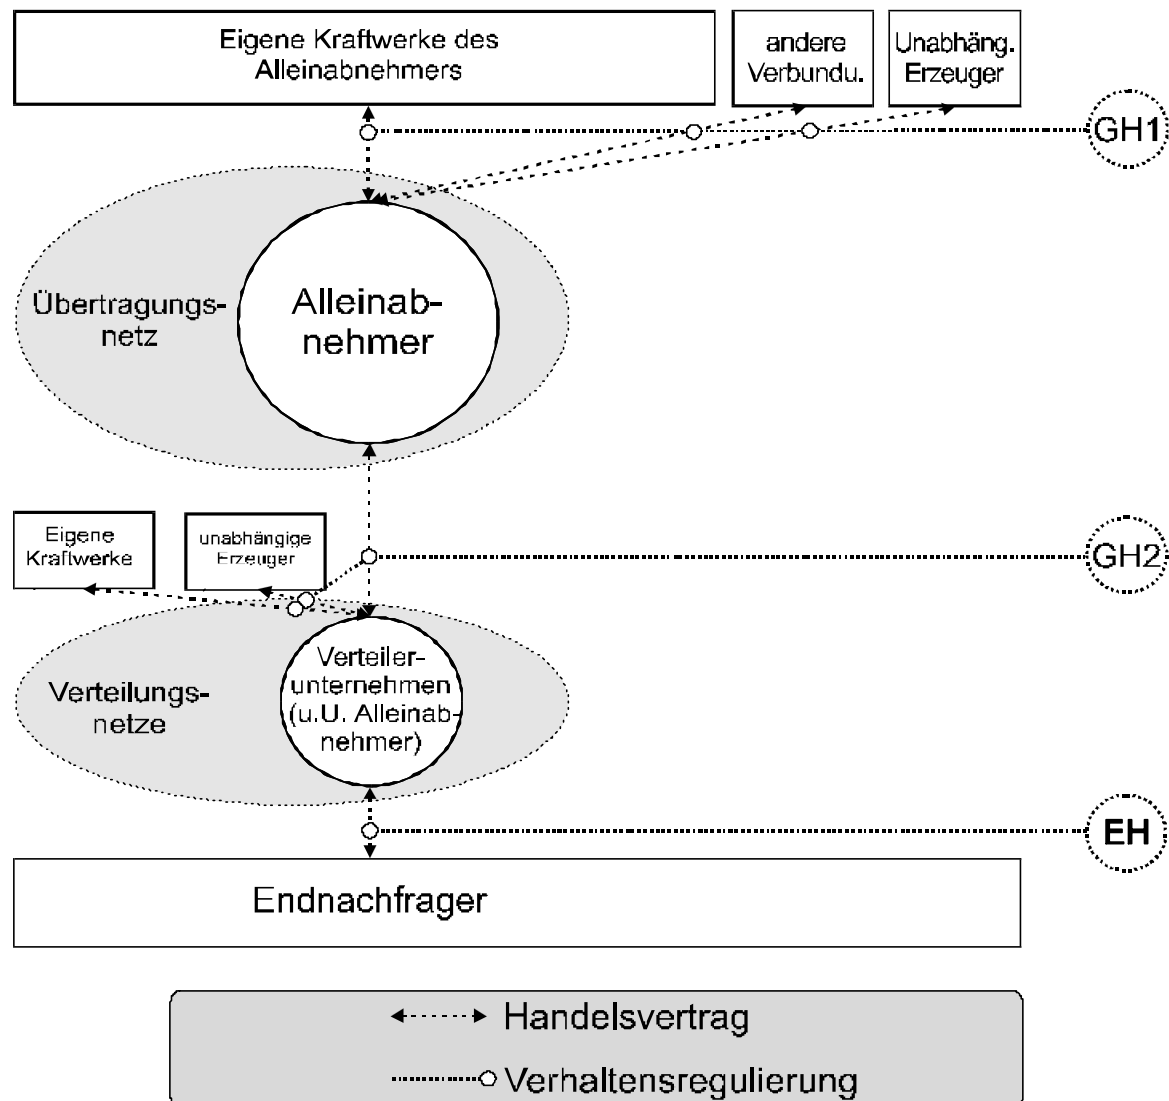 Eigene Kraftwerke des
Alleinabnehmers
andere
Verbundu.
Unabhäng.
Erzeuger
GH1
Übertragungs-
netz
Alleinab-
nehmer
Eigene
Kraftwerke
unabhängige
Erzeuger
GH2
Verteilungs-
netze
Verteiler-
unternehmen
(u.U. Alleinab-
nehmer)
EH
Endnachfrager
Handelsvertrag
Verhaltensregulierung